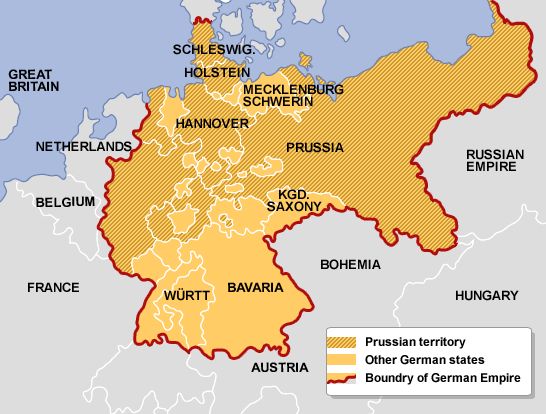 SCHLESWIG.
HOLSTEIN
GREAT
BRITAIN
MECKLENBURG
SCHWERIN
HANNOVER
NETHERLANDS
PRUSSIA
RUSSIAN
EMPIRE
BELGIUM
KGD.
SAXONY
BOHEMIA
FRANCE
WÜRTT
BAVARIA
HUNGARY
AUSTRIA
Prussian territory
Other German states
Boundry of German Empire